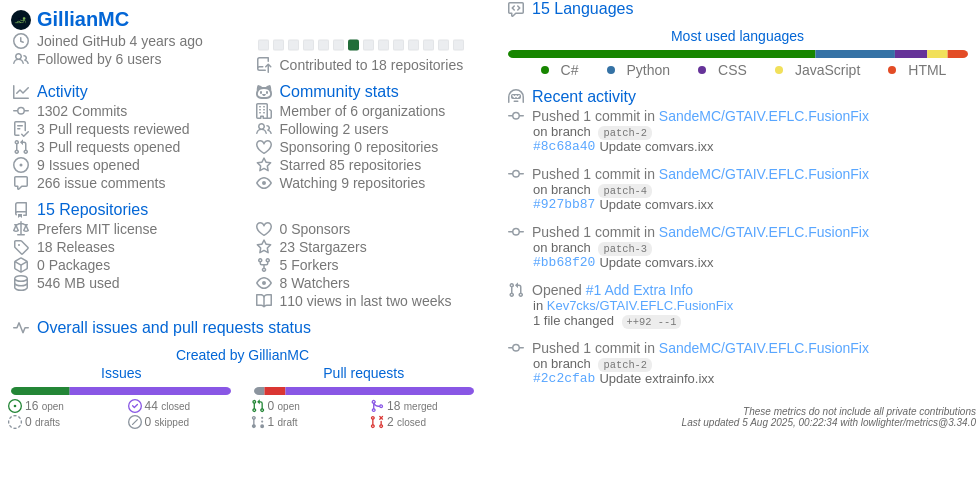 GillianMC
Joined GitHub 4 years ago
Followed by 6 users
Contributed to 18 repositories
Activity
1302 Commits
3 Pull requests reviewed
3 Pull requests opened
9 Issues opened
266 issue comments
Community stats
Member of 6 organizations
Following 2 users
Sponsoring 0 repositories
Starred 85 repositories
Watching 9 repositories
15 Repositories
Prefers MIT license
18 Releases
0 Packages
546 MB used
0 Sponsors
23 Stargazers
5 Forkers
8 Watchers
110 views in last two weeks
Overall issues and pull requests status
Created by GillianMC
Issues
16 open
44 closed
0 drafts
0 skipped
Pull requests
0 open
18 merged
1 draft
2 closed
15 Languages
Most used languages
C# Python CSS JavaScript HTML
Recent activity
Pushed 1 commit in SandeMC/GTAIV.EFLC.FusionFix
on branch patch-2
#8c68a40 Update comvars.ixx
Pushed 1 commit in SandeMC/GTAIV.EFLC.FusionFix
on branch patch-4
#927bb87 Update comvars.ixx
Pushed 1 commit in SandeMC/GTAIV.EFLC.FusionFix
on branch patch-3
#bb68f20 Update comvars.ixx
Opened #1 Add Extra Info
in Kev7cks/GTAIV.EFLC.FusionFix
1 file changed ++92 --1
Pushed 1 commit in SandeMC/GTAIV.EFLC.FusionFix
on branch patch-2
#2c2cfab Update extrainfo.ixx
These metrics do not include all private contributions
Last updated 5 Aug 2025, 00:22:34 with lowlighter/metrics@3.34.0